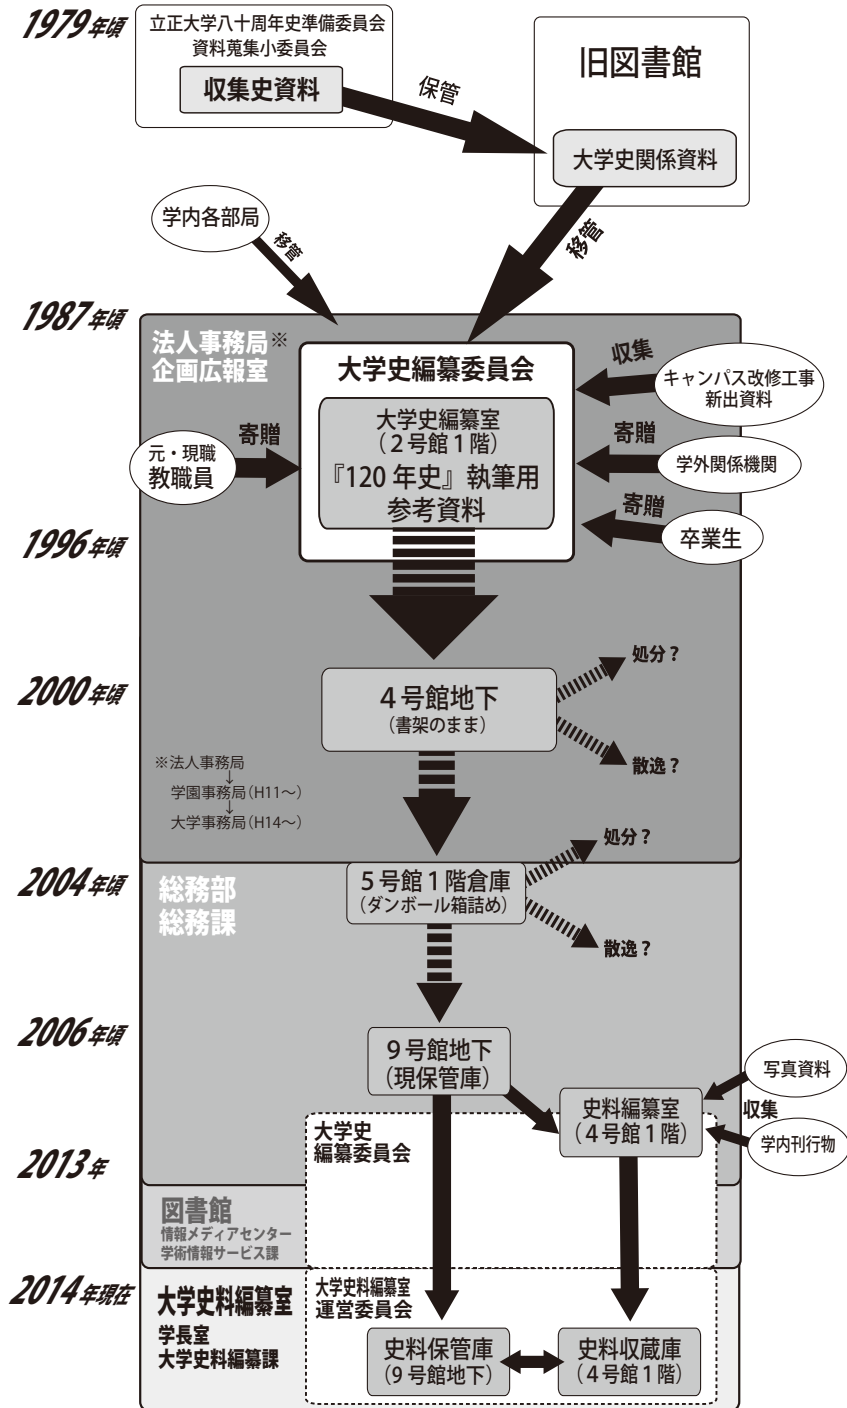 1979年頃
立正大学八十周年史準備委員会
資料蒐集小委員会
収集史資料
保管
旧図書館
大学史関係資料
学内各部局
移管
移管
1987年頃
法人事務局※
企画広報室
大学史編纂委員会
大学史編纂室
（２号館１階）
『120 年史』執筆用
参考資料
収集
キャンパス改修工事
新出資料
寄贈
元・現職
教職員
寄贈
学外関係機関
寄贈
卒業生
1996年頃
2000年頃
４号館地下
（書架のまま）
処分？
散逸？
※法人事務局
↓
学園事務局（H11～）
↓
大学事務局（H14～）
2004年頃
総務部
総務課
５号館１階倉庫
（ダンボール箱詰め）
処分？
散逸？
2006年頃
９号館地下
（現保管庫）
史料編纂室
（４号館１階）
写真資料
収集
学内刊行物
大学史
編纂委員会
2013年
図書館
情報メディアセンター
学術情報サービス課
2014年現在
大学史料編纂室
学長室
大学史料編纂課
大学史料編纂室
運営委員会
史料保管庫
（９号館地下）
史料収蔵庫
（４号館１階）